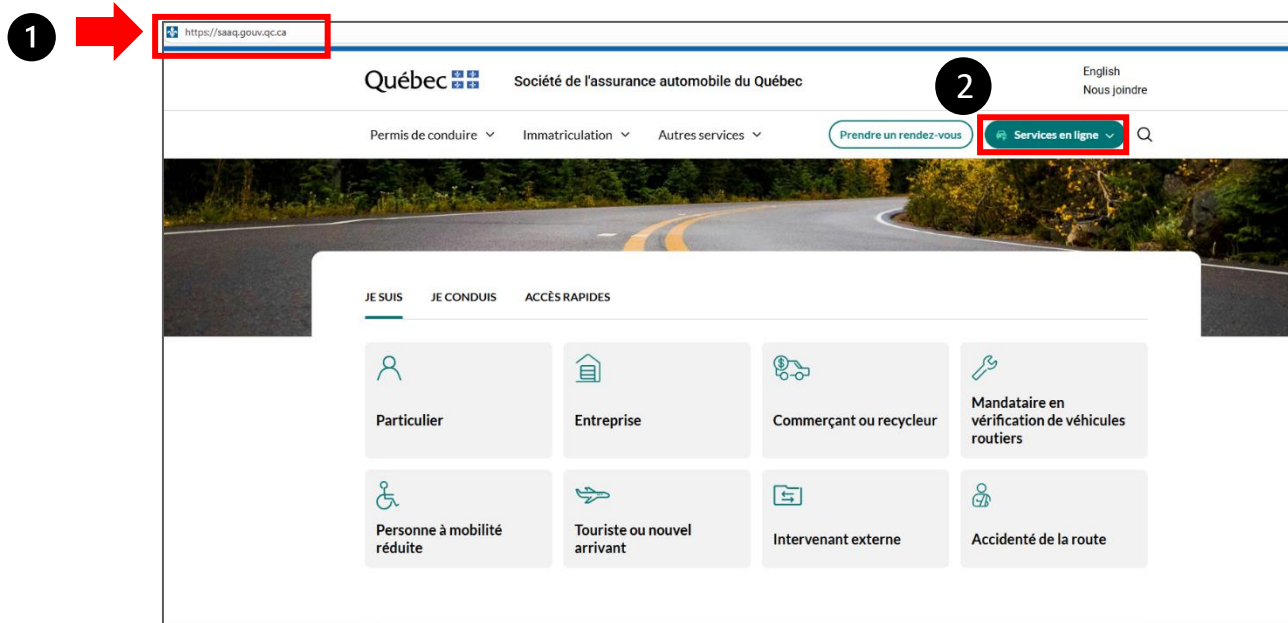 1
https://saaq.gouv.qc.ca
Québec
Société de l'assurance automobile du Québec
2
English
Nous joindre
Permis de conduire
Immatriculation
Autres services
Prendre un rendez-vous
Services en ligne
JE SUIS
JE CONDUIS
ACCÈS RAPIDES
Particulier
Entreprise
Commerçant ou recycleur
Mandataire en
vérification de véhicules
routiers
Personne à mobilité
réduite
Touriste ou nouvel
arrivant
Intervenant externe
Accidenté de la route